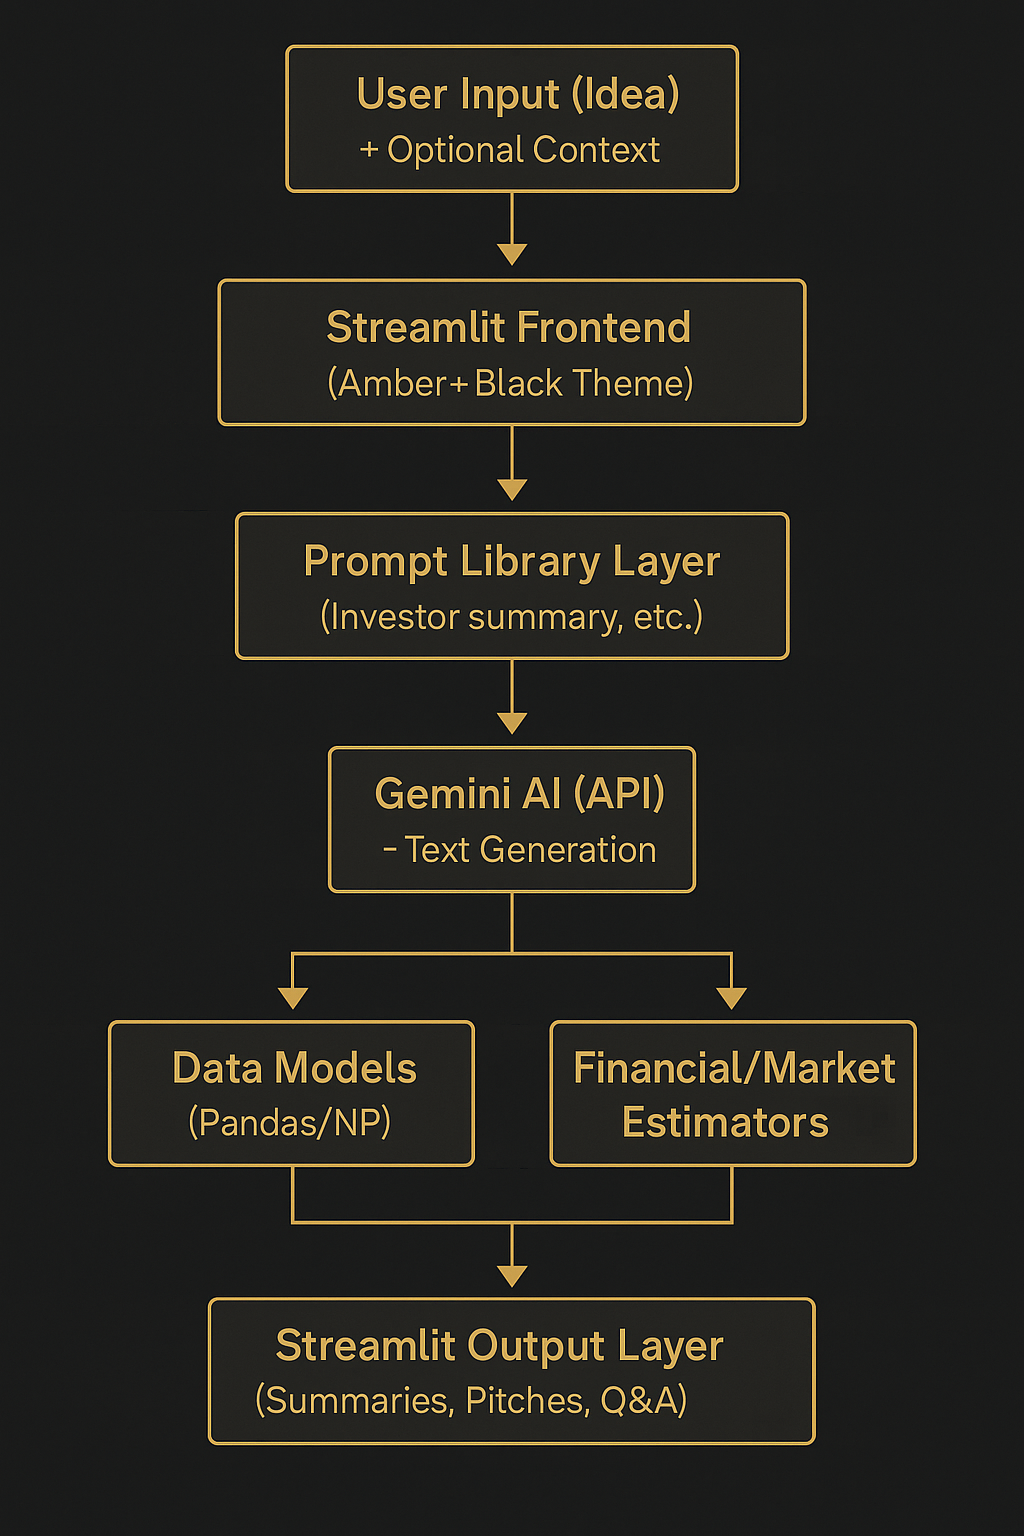 User Input (Idea)
+ Optional Context
Streamlit Frontend
(Amber+Black Theme)
Prompt Library Layer
(Investor summary, etc.)
Gemini AI (API)
- Text Generation
Data Models
(Pandas/NP)
Financial/Market
Estimators
Streamlit Output Layer
(Summaries, Pitches, Q&A)